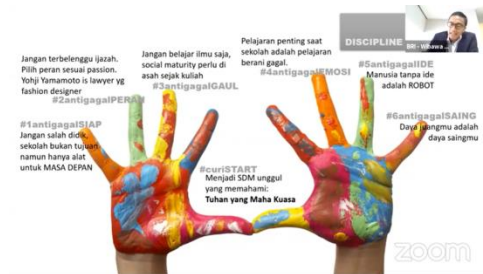 DISCIPLINE
BRI - Wibawa
Jangan terbelenggu ijazah.
Pilih peran sesuai passion.
Yohji Yamamoto is lawyer yg
fashion designer
#2antigagalPERAN
Jangan belajar ilmu saja,
social maturity perlu di
asah sejak kuliah
#3antigagalGAUL
Pelajaran penting saat
sekolah adalah pelajaran
berani gagal.
#4antigagalEMOSI
#5antigagalIDE
Manusia tanpa ide
adalah ROBOT
#1antigagalSIAP
Jangan salah didik,
sekolah bukan tujuan
namun hanya alat
untuk MASA DEPAN
#6antigagalSAING
Daya juangmu adalah
daya saingmu
#curiSTART
Menjadi SDM unggul
yang memahami:
Tuhan yang Maha Kuasa
zoom